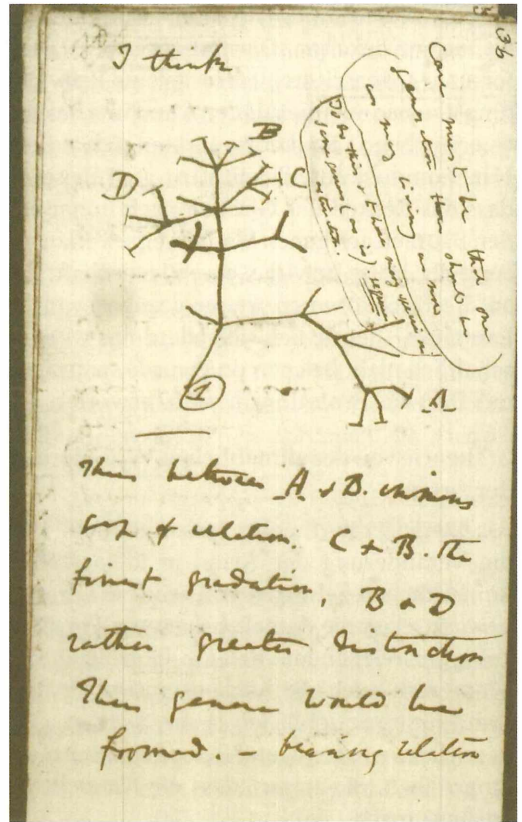 36
I think
Case must be that one
generation then should be
as many living as now
To do this & to have many species in
same genus (as is)
requires extinction
B
C
D
A
1
Thus between A & B. immens
gap of relation. C & B. the
finest gradation, B & D
rather greater distinction
Thus genera would be
formed. — bearing relation